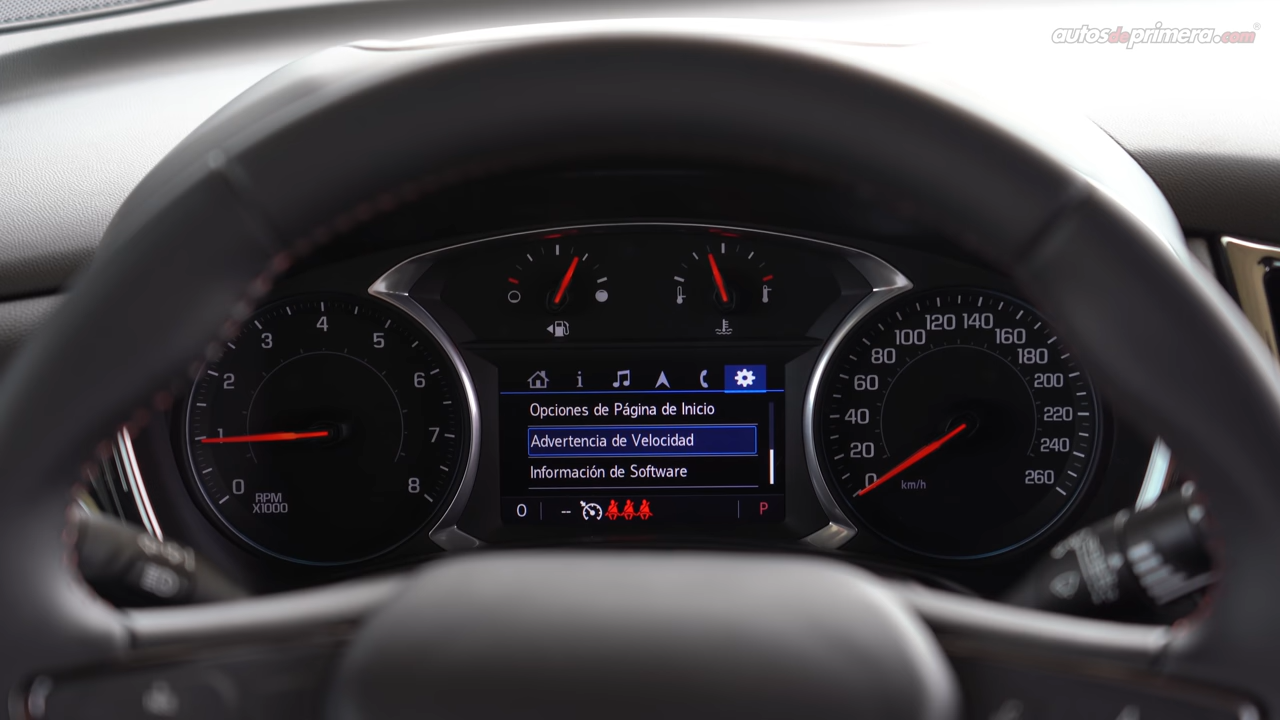 autosdeprimera.com
0
1
2
3
4
5
6
7
8
RPM
X1000
i
Opciones de Página de Inicio
Advertencia de Velocidad
Información de Software
0
--
P
0
20
40
60
80
100
120
140
160
180
200
220
240
260
km/h